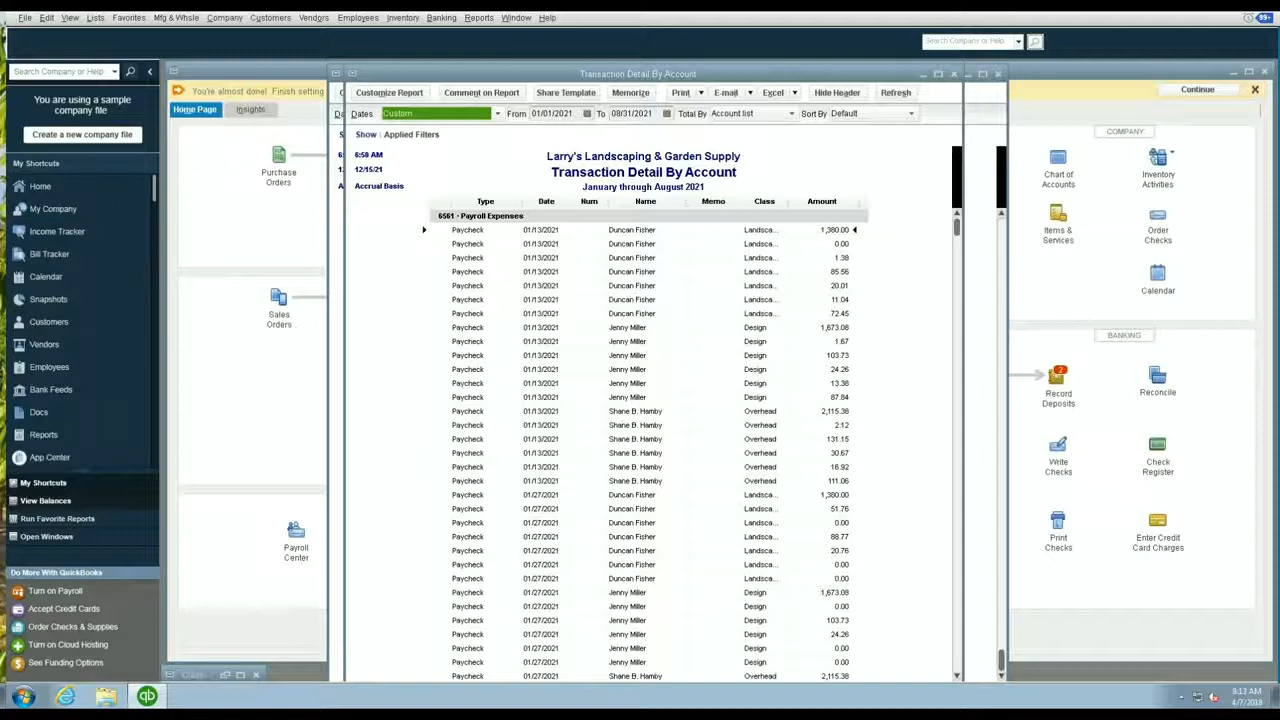 File Edit View Lists Favorites Mfg & Whsle Company Customers Vendors Employees Inventory Banking Reports Window Help
99+
Search Company or Help
Search Company or Help
You are using a sample
company file
Create a new company file
My Shortcuts
Home
My Company
Income Tracker
Bill Tracker
Calendar
Snapshots
Customers
Vendors
Employees
Bank Feeds
Docs
Reports
App Center
My Shortcuts
View Balances
Run Favorite Reports
Open Windows
Do More With QuickBooks
Turn on Payroll
Accept Credit Cards
Order Checks & Supplies
Turn on Cloud Hosting
See Funding Options
You're almost done! Finish setting
Home Page Insights
Purchase
Orders
Sales
Orders
Payroll
Center
Transaction Detail By Account
Customize Report Comment on Report Share Template Memorize Print E-mail Excel Hide Header Refresh
Dates Custom From 01/01/2021 To 08/31/2021 Total By Account list Sort By Default
Show Applied Filters
6:50 AM
12/15/21
Accrual Basis
Larry's Landscaping & Garden Supply
Transaction Detail By Account
January through August 2021
Type Date Num Name Memo Class Amount
6561 · Payroll Expenses
Paycheck 01/13/2021 Duncan Fisher Landsca... 1,380.00
Paycheck 01/13/2021 Duncan Fisher Landsca... 0.00
Paycheck 01/13/2021 Duncan Fisher Landsca... 1.38
Paycheck 01/13/2021 Duncan Fisher Landsca... 85.56
Paycheck 01/13/2021 Duncan Fisher Landsca... 20.01
Paycheck 01/13/2021 Duncan Fisher Landsca... 11.04
Paycheck 01/13/2021 Duncan Fisher Landsca... 72.45
Paycheck 01/13/2021 Jenny Miller Design 1,673.08
Paycheck 01/13/2021 Jenny Miller Design 1.67
Paycheck 01/13/2021 Jenny Miller Design 103.73
Paycheck 01/13/2021 Jenny Miller Design 24.26
Paycheck 01/13/2021 Jenny Miller Design 13.38
Paycheck 01/13/2021 Jenny Miller Design 87.84
Paycheck 01/13/2021 Shane B. Hamby Overhead 2,115.38
Paycheck 01/13/2021 Shane B. Hamby Overhead 2.12
Paycheck 01/13/2021 Shane B. Hamby Overhead 131.15
Paycheck 01/13/2021 Shane B. Hamby Overhead 30.67
Paycheck 01/13/2021 Shane B. Hamby Overhead 16.92
Paycheck 01/13/2021 Shane B. Hamby Overhead 111.06
Paycheck 01/27/2021 Duncan Fisher Landsca... 1,380.00
Paycheck 01/27/2021 Duncan Fisher Landsca... 51.76
Paycheck 01/27/2021 Duncan Fisher Landsca... 0.00
Paycheck 01/27/2021 Duncan Fisher Landsca... 88.77
Paycheck 01/27/2021 Duncan Fisher Landsca... 20.76
Paycheck 01/27/2021 Duncan Fisher Landsca... 0.00
Paycheck 01/27/2021 Duncan Fisher Landsca... 0.00
Paycheck 01/27/2021 Jenny Miller Design 1,673.08
Paycheck 01/27/2021 Jenny Miller Design 0.00
Paycheck 01/27/2021 Jenny Miller Design 103.73
Paycheck 01/27/2021 Jenny Miller Design 24.26
Paycheck 01/27/2021 Jenny Miller Design 0.00
Paycheck 01/27/2021 Jenny Miller Design 0.00
Paycheck 01/27/2021 Shane B. Hamby Overhead 2,115.38
Continue
COMPANY
Chart of
Accounts
Inventory
Activities
Items &
Services
Order
Checks
Calendar
BANKING
2
Record
Deposits
Reconcile
Write
Checks
Check
Register
Print
Checks
Enter Credit
Card Charges
8:13 AM
4/7/2018